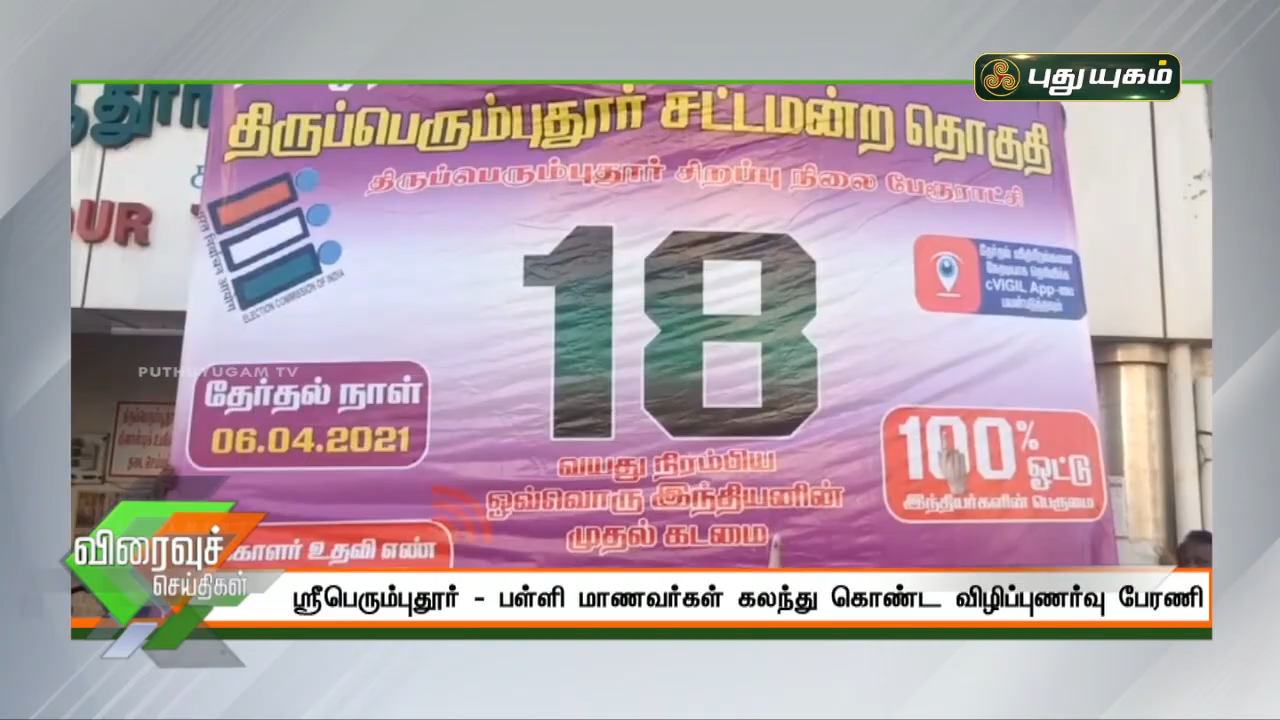 புதுயுகம்
திருப்பெரும்புதூர் சட்டமன்ற தொகுதி
திருப்பெரும்புதூர் சிறப்பு நிலை பேரூராட்சி
OUR
18
ELECTION COMMISSION OF INDIA
தேர்தல்
cVIGIL App-யை
PUTHUYUGAM TV
தேர்தல் நாள்
06.04.2021
வயது நிரம்பிய
ஒவ்வொரு இந்தியனின்
முதல் கடமை
100% ஓட்டு
இந்தியர்களின் பெருமை
உதவி எண்
விரைவுச்
செய்திகள்
ஸ்ரீபெரும்புதூர் - பள்ளி மாணவர்கள் கலந்து கொண்ட விழிப்புணர்வு பேரணி